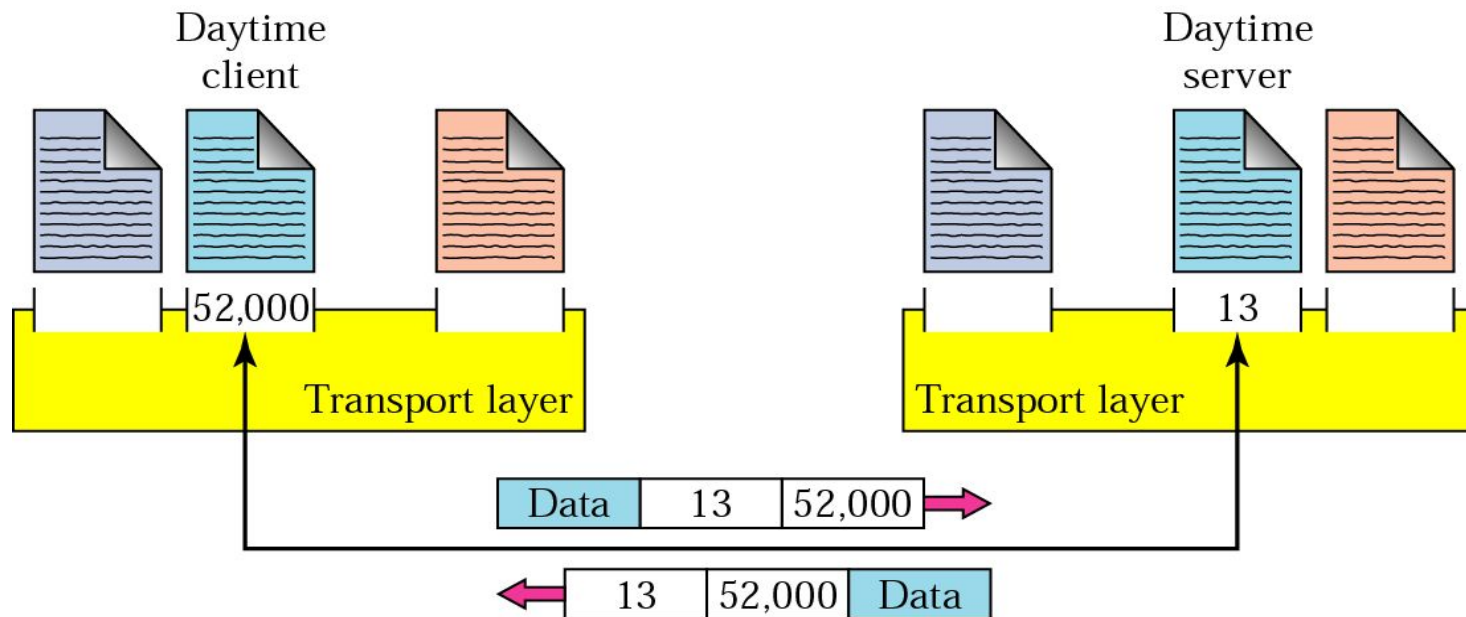 Daytime
client
Daytime
server
52,000
13
Transport layer
Transport layer
Data 13 52,000
13 52,000 Data